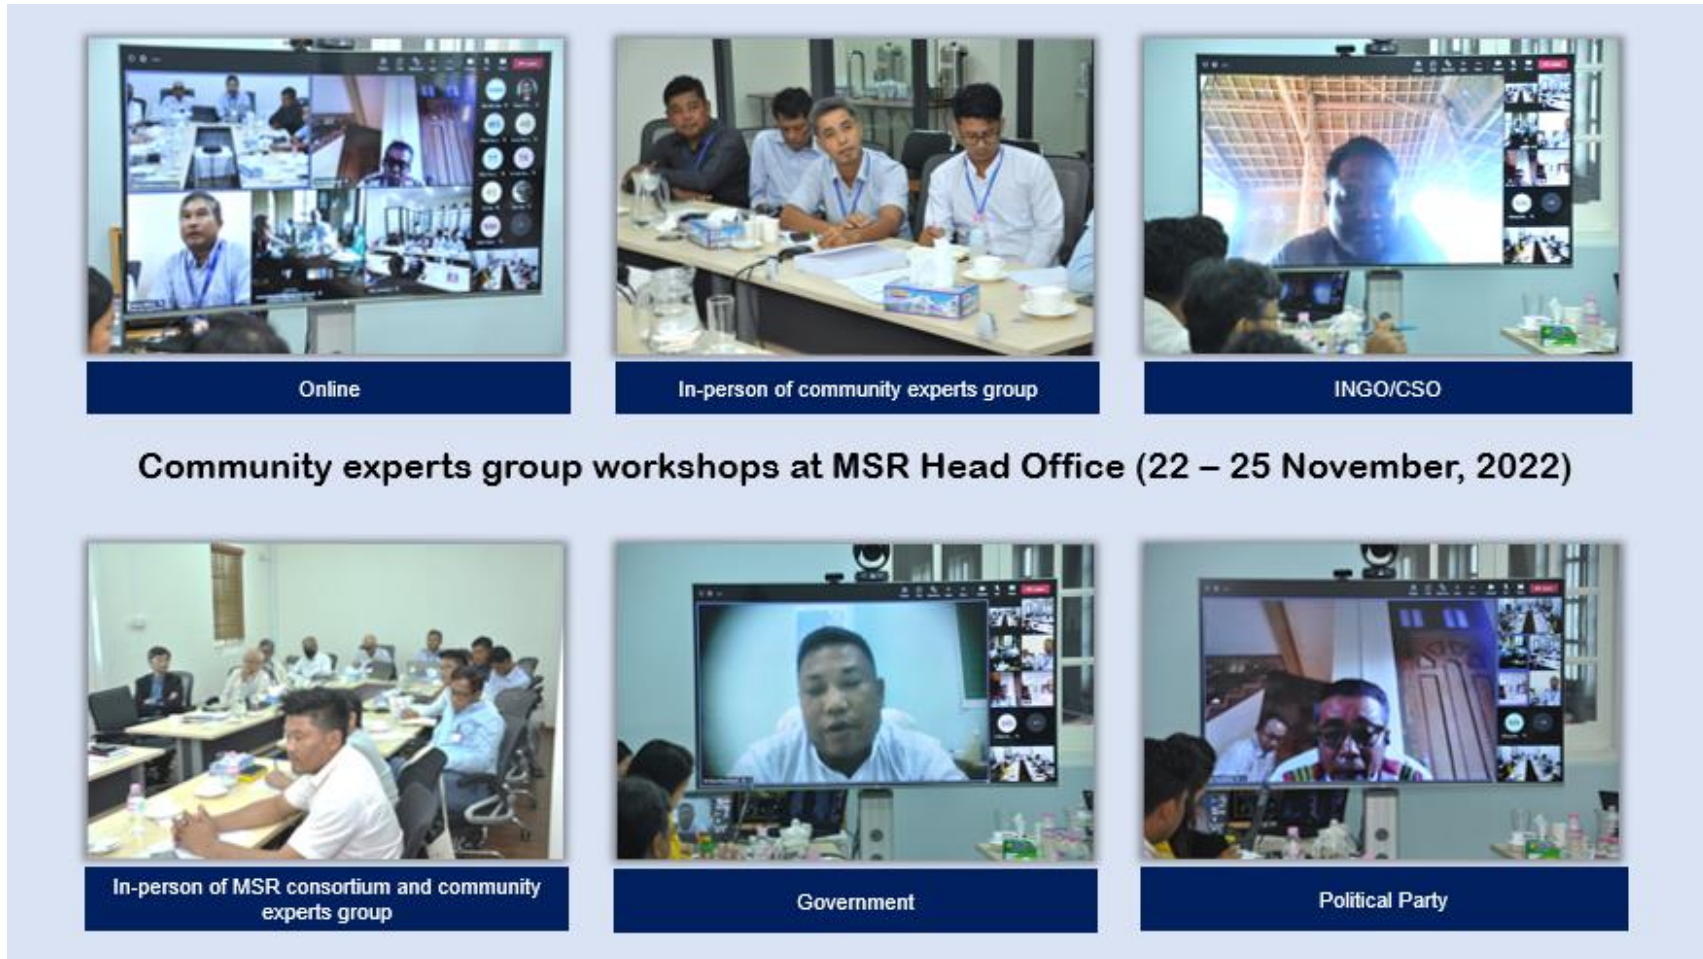 Online
In-person of community experts group
INGO/CSO
Community experts group workshops at MSR Head Office (22 – 25 November, 2022)
In-person of MSR consortium and community
experts group
Government
Political Party